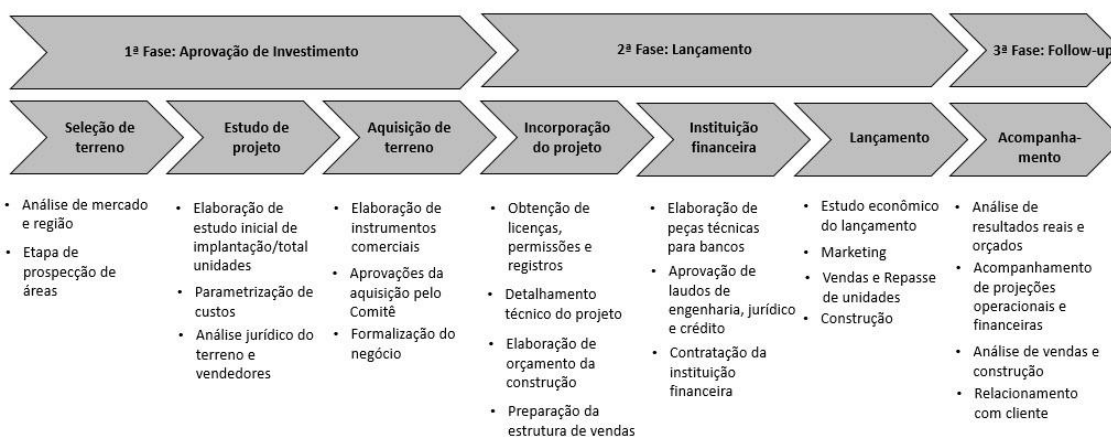 1ª Fase: Aprovação de Investimento
2ª Fase: Lançamento
3ª Fase: Follow-up
Seleção de
terreno
Estudo de
projeto
Aquisição de
terreno
Incorporação
do projeto
Instituição
financeira
Lançamento
Acompanha-
mento
• Análise de mercado
e região
• Etapa de
prospecção de
áreas
• Elaboração de
estudo inicial de
implantação/total
unidades
• Parametrização de
custos
• Análise jurídico do
terreno e
vendedores
• Elaboração de
instrumentos
comerciais
• Aprovações da
aquisição pelo
Comitê
• Formalização do
negócio
• Obtenção de
licenças,
permissões e
registros
• Detalhamento
técnico do projeto
• Elaboração de
orçamento da
construção
• Preparação da
estrutura de vendas
• Elaboração de
peças técnicas
para bancos
• Aprovação de
laudos de
engenharia, jurídico
e crédito
• Contratação da
instituição
financeira
• Estudo econômico
do lançamento
• Marketing
• Vendas e Repasse
de unidades
• Construção
• Análise de
resultados reais e
orçados
• Acompanhamento
de projeções
operacionais e
financeiras
• Análise de vendas e
construção
• Relacionamento
com cliente